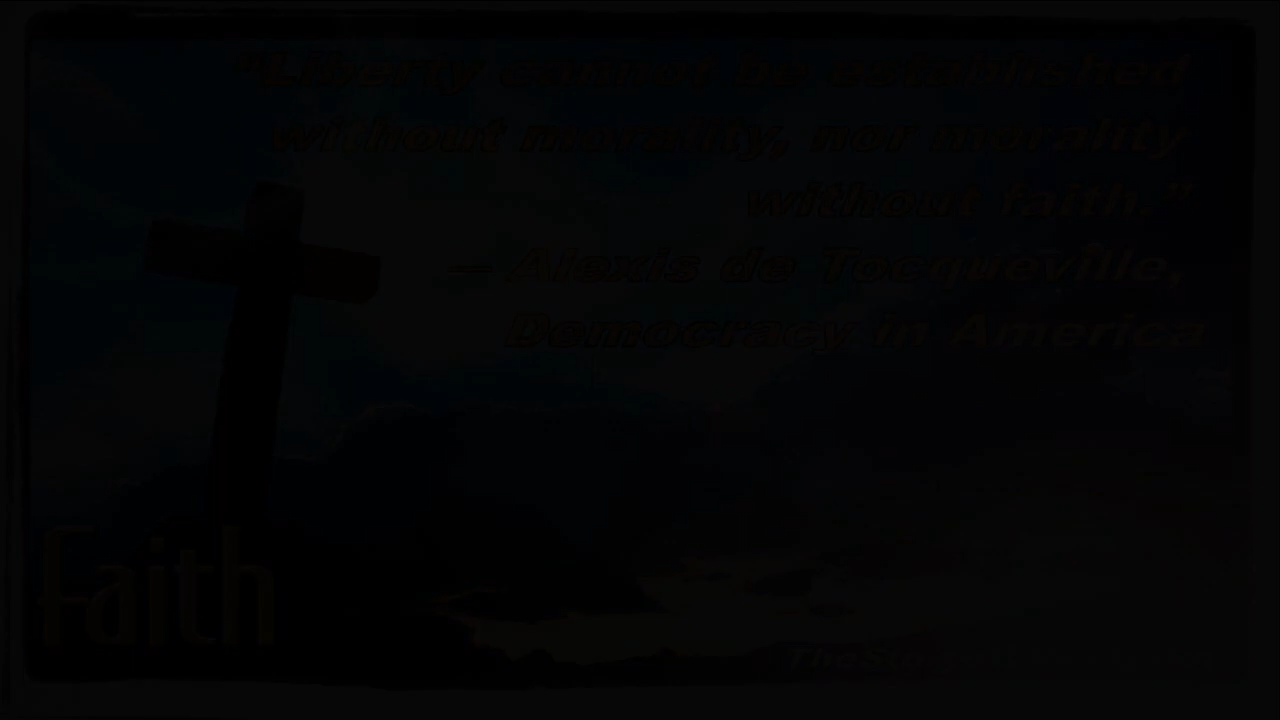 "Liberty cannot be established
without morality, nor morality
without faith."
— Alexis de Tocqueville,
Democracy in America
Faith